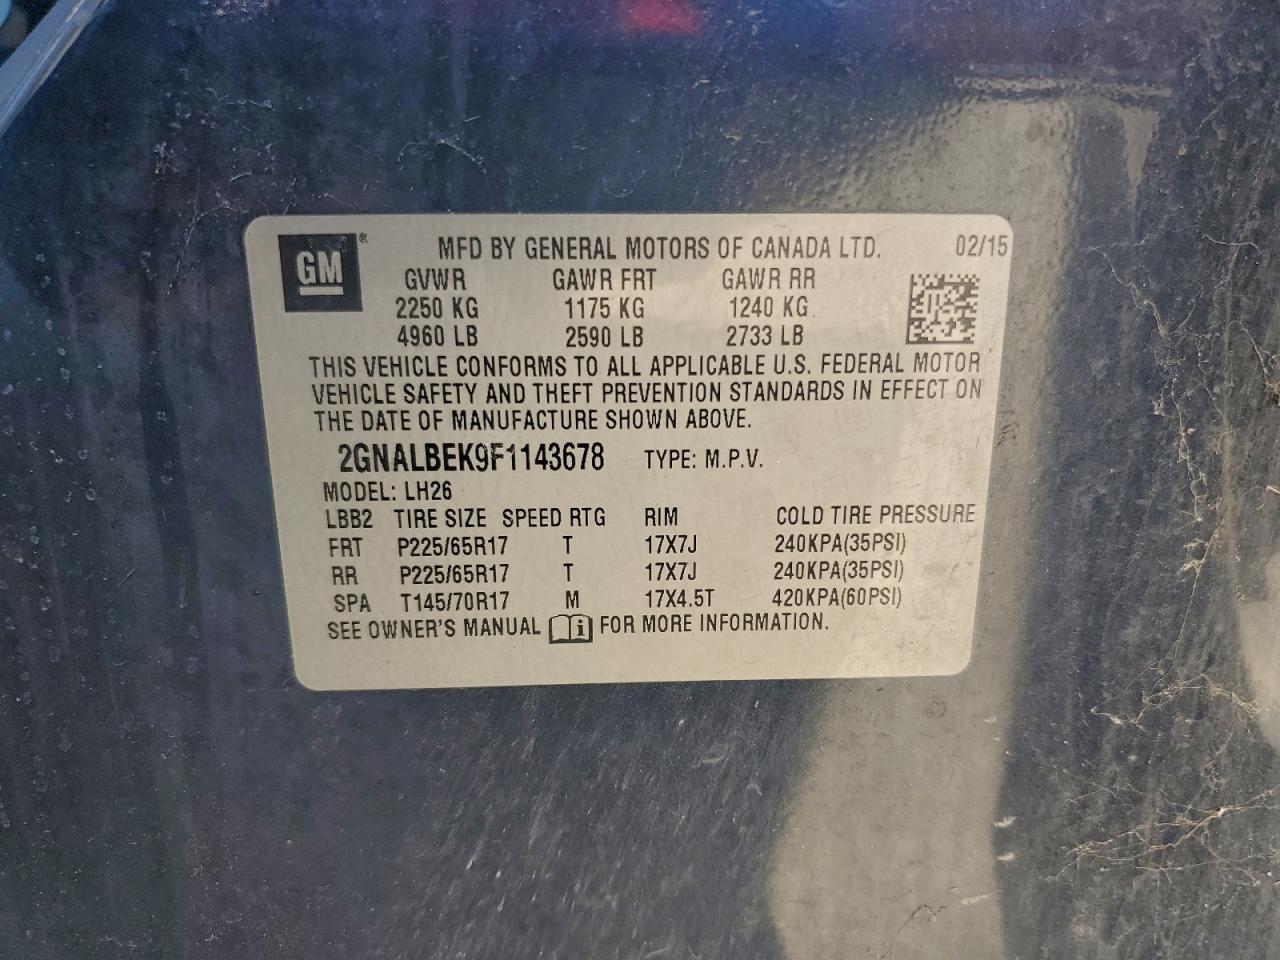 GM ® MFD BY GENERAL MOTORS OF CANADA LTD. 02/15
GVWR GAWR FRT GAWR RR
2250 KG 1175 KG 1240 KG
4960 LB 2590 LB 2733 LB
THIS VEHICLE CONFORMS TO ALL APPLICABLE U.S. FEDERAL MOTOR
VEHICLE SAFETY AND THEFT PREVENTION STANDARDS IN EFFECT ON
THE DATE OF MANUFACTURE SHOWN ABOVE.
2GNALBEK9F1143678 TYPE: M.P.V.
MODEL: LH26
LBB2 TIRE SIZE SPEED RTG RIM COLD TIRE PRESSURE
FRT P225/65R17 T 17X7J 240KPA(35PSI)
RR P225/65R17 T 17X7J 240KPA(35PSI)
SPA T145/70R17 M 17X4.5T 420KPA(60PSI)
SEE OWNER'S MANUAL i FOR MORE INFORMATION.